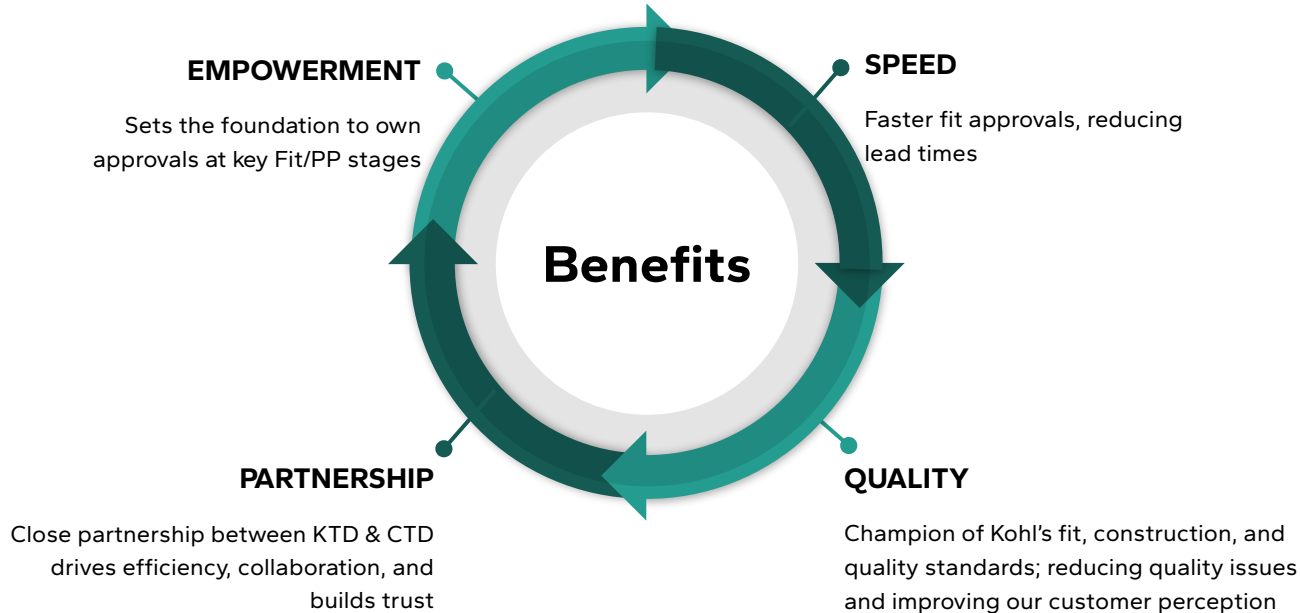 EMPOWERMENT
Sets the foundation to own
approvals at key Fit/PP stages
SPEED
Faster fit approvals, reducing
lead times
Benefits
PARTNERSHIP
Close partnership between KTD & CTD
drives efficiency, collaboration, and
builds trust
QUALITY
Champion of Kohl’s fit, construction, and
quality standards; reducing quality issues
and improving our customer perception